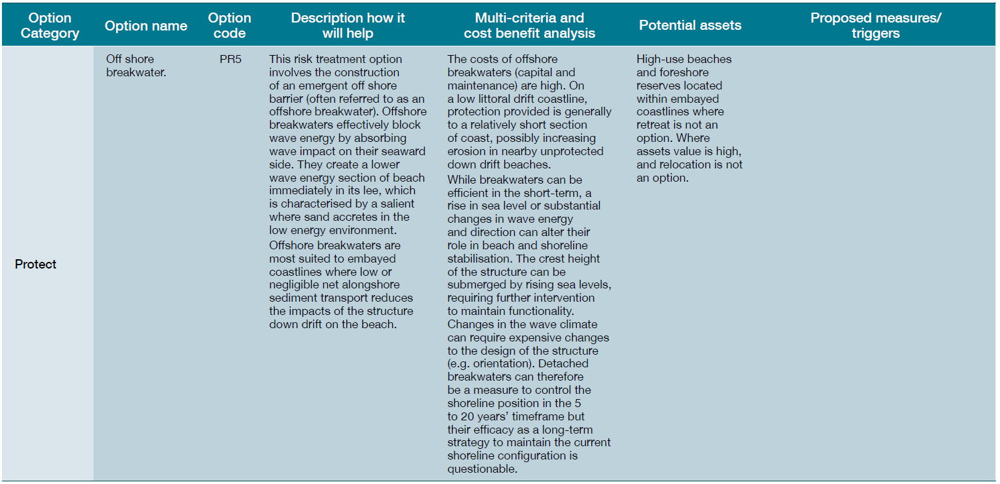 Option
Category
Option name
Option
code
Description how it
will help
Multi-criteria and
cost benefit analysis
Potential assets
Proposed measures/
triggers
Protect
Off shore
breakwater.
PR5
This risk treatment option
involves the construction
of an emergent off shore
barrier (often referred to as an
offshore breakwater). Offshore
breakwaters effectively block
wave energy by absorbing
wave impact on their seaward
side. They create a lower
wave energy section of beach
immediately in its lee, which
is characterised by a salient
where sand accretes in the
low energy environment.
Offshore breakwaters are
most suited to embayed
coastlines where low or
negligible net alongshore
sediment transport reduces
the impacts of the structure
down drift on the beach.
The costs of offshore
breakwaters (capital and
maintenance) are high. On
a low littoral drift coastline,
protection provided is generally
to a relatively short section
of coast, possibly increasing
erosion in nearby unprotected
down drift beaches.
While breakwaters can be
efficient in the short-term, a
rise in sea level or substantial
changes in wave energy
and direction can alter their
role in beach and shoreline
stabilisation. The crest height
of the structure can be
submerged by rising sea levels,
requiring further intervention
to maintain functionality.
Changes in the wave climate
can require expensive changes
to the design of the structure
(e.g. orientation). Detached
breakwaters can therefore
be a measure to control the
shoreline position in the 5
to 20 years’ timeframe but
their efficacy as a long-term
strategy to maintain the current
shoreline configuration is
questionable.
High-use beaches
and foreshore
reserves located
within embayed
coastlines where
retreat is not an
option. Where
assets value is high,
and relocation is not
an option.